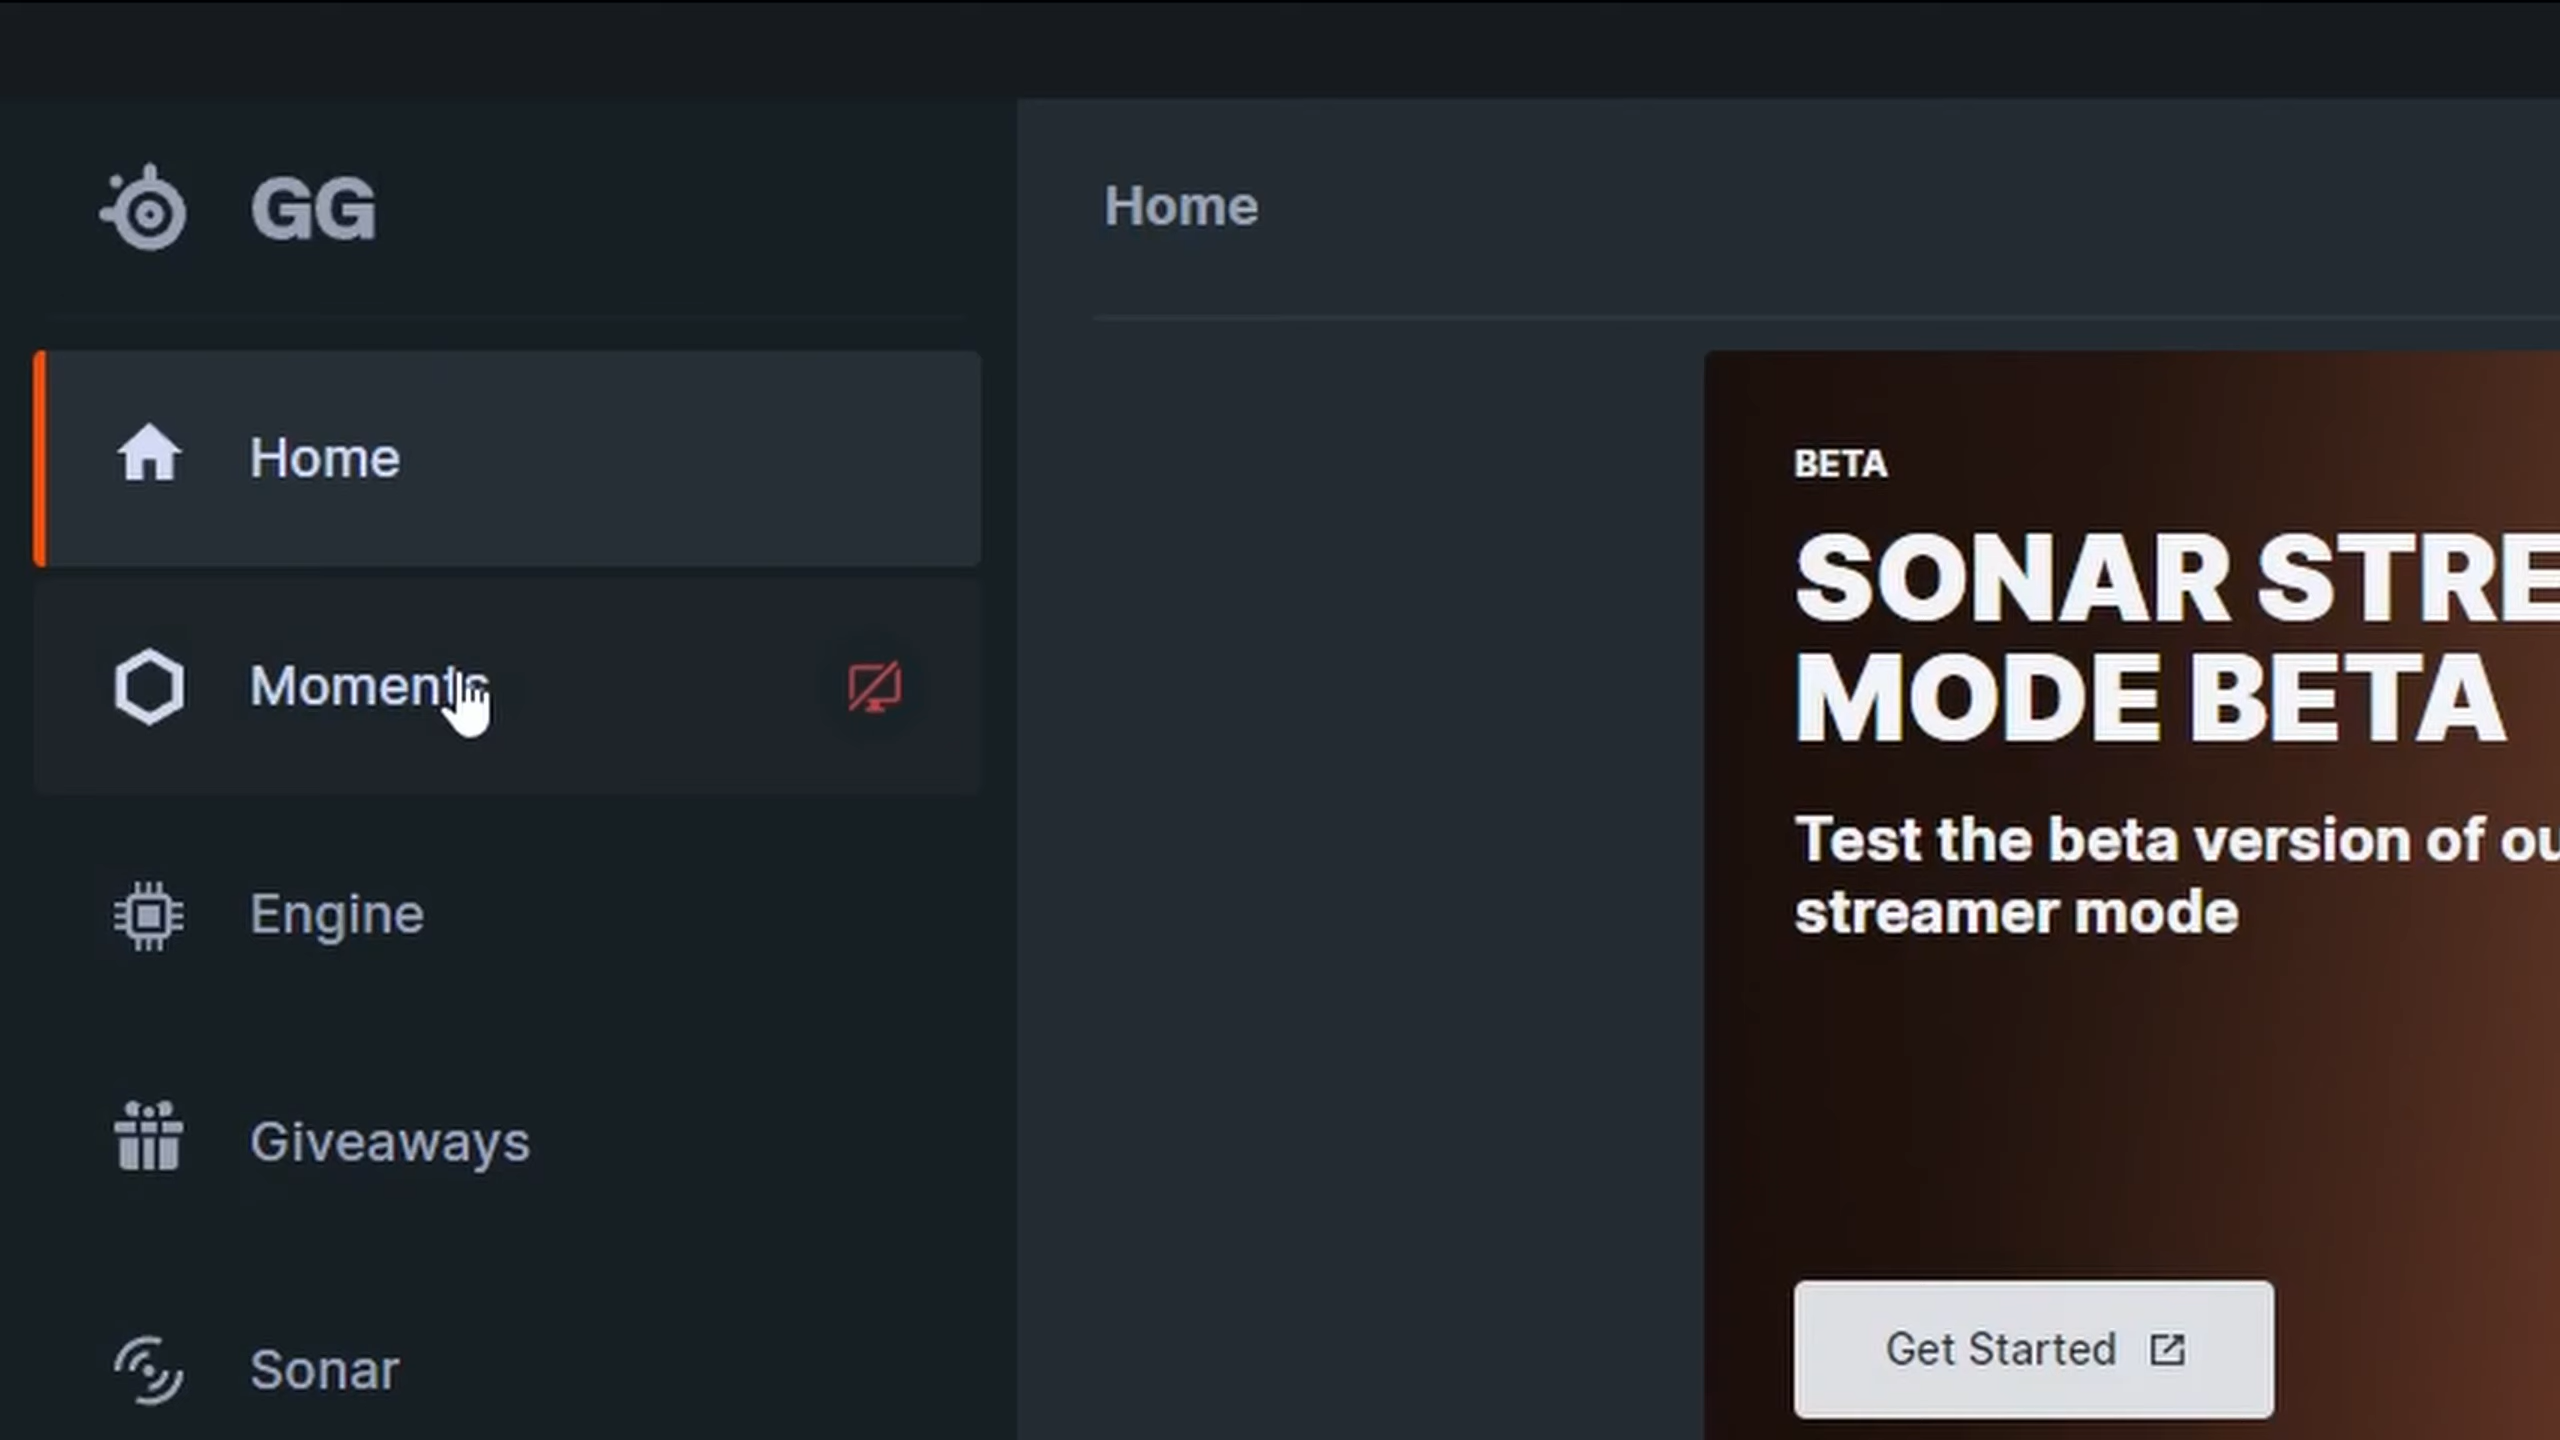 GG
Home
Home
Moments
Engine
Giveaways
Sonar
BETA
SONAR STRE
MODE BETA
Test the beta version of ou
streamer mode
Get Started